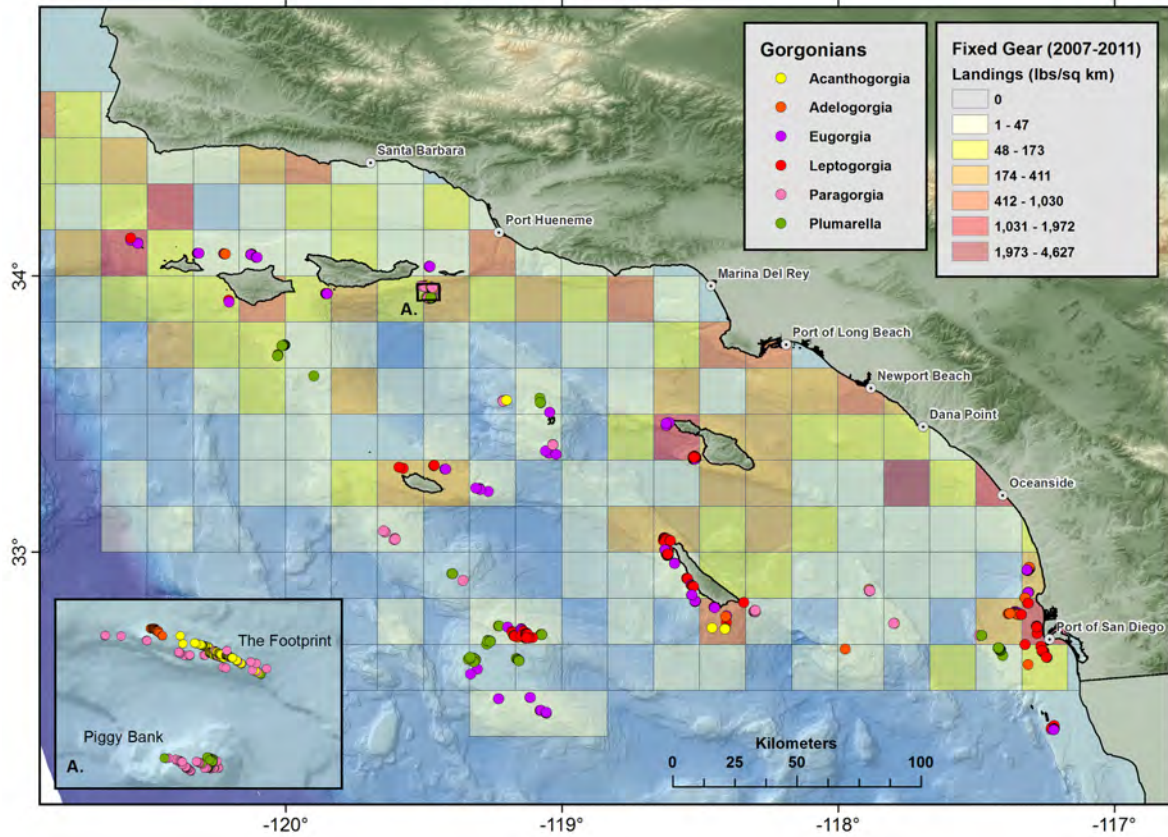 Gorgonians
Acanthogorgia
Adelogorgia
Eugorgia
Leptogorgia
Paragorgia
Plumarella
Fixed Gear (2007-2011)
Landings (lbs/sq km)
0
1 - 47
48 - 173
174 - 411
412 - 1,030
1,031 - 1,972
1,973 - 4,627
Santa Barbara
Port Hueneme
34°
A.
Marina Del Rey
Port of Long Beach
Newport Beach
Dana Point
Oceanside
33°
Port of San Diego
The Footprint
Piggy Bank
A.
Kilometers
0 25 50 100
-120° -119° -118° -117°